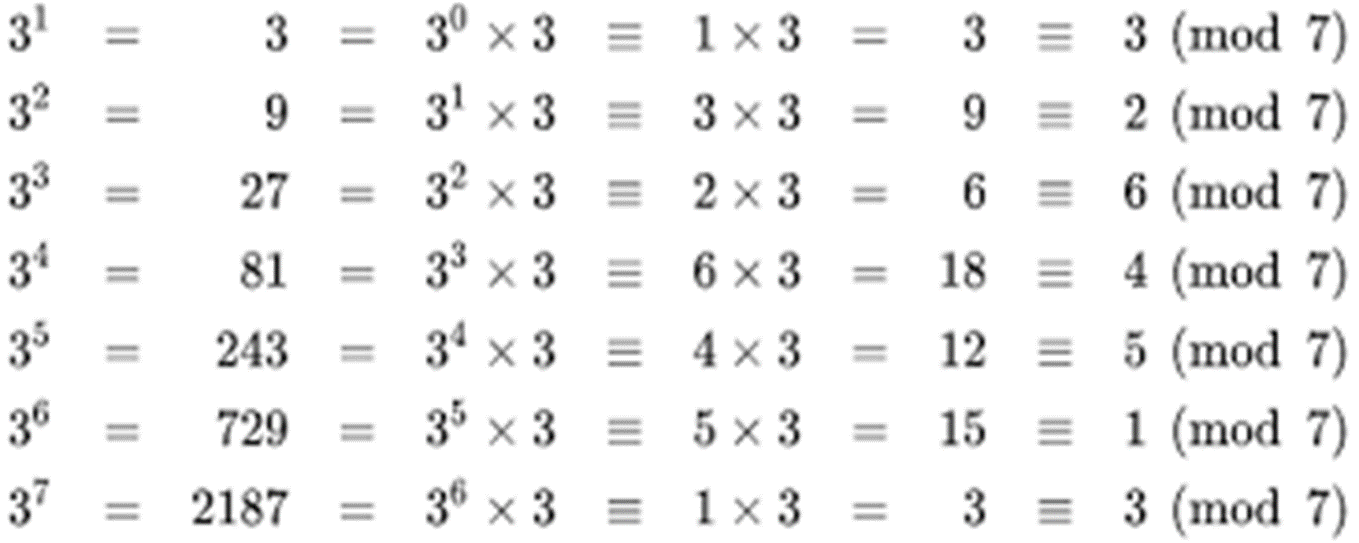 3¹ = 3 = 3⁰ × 3 ≡ 1 × 3 = 3 ≡ 3 (mod 7)
3² = 9 = 3¹ × 3 ≡ 3 × 3 = 9 ≡ 2 (mod 7)
3³ = 27 = 3² × 3 ≡ 2 × 3 = 6 ≡ 6 (mod 7)
3⁴ = 81 = 3³ × 3 ≡ 6 × 3 = 18 ≡ 4 (mod 7)
3⁵ = 243 = 3⁴ × 3 ≡ 4 × 3 = 12 ≡ 5 (mod 7)
3⁶ = 729 = 3⁵ × 3 ≡ 5 × 3 = 15 ≡ 1 (mod 7)
3⁷ = 2187 = 3⁶ × 3 ≡ 1 × 3 = 3 ≡ 3 (mod 7)